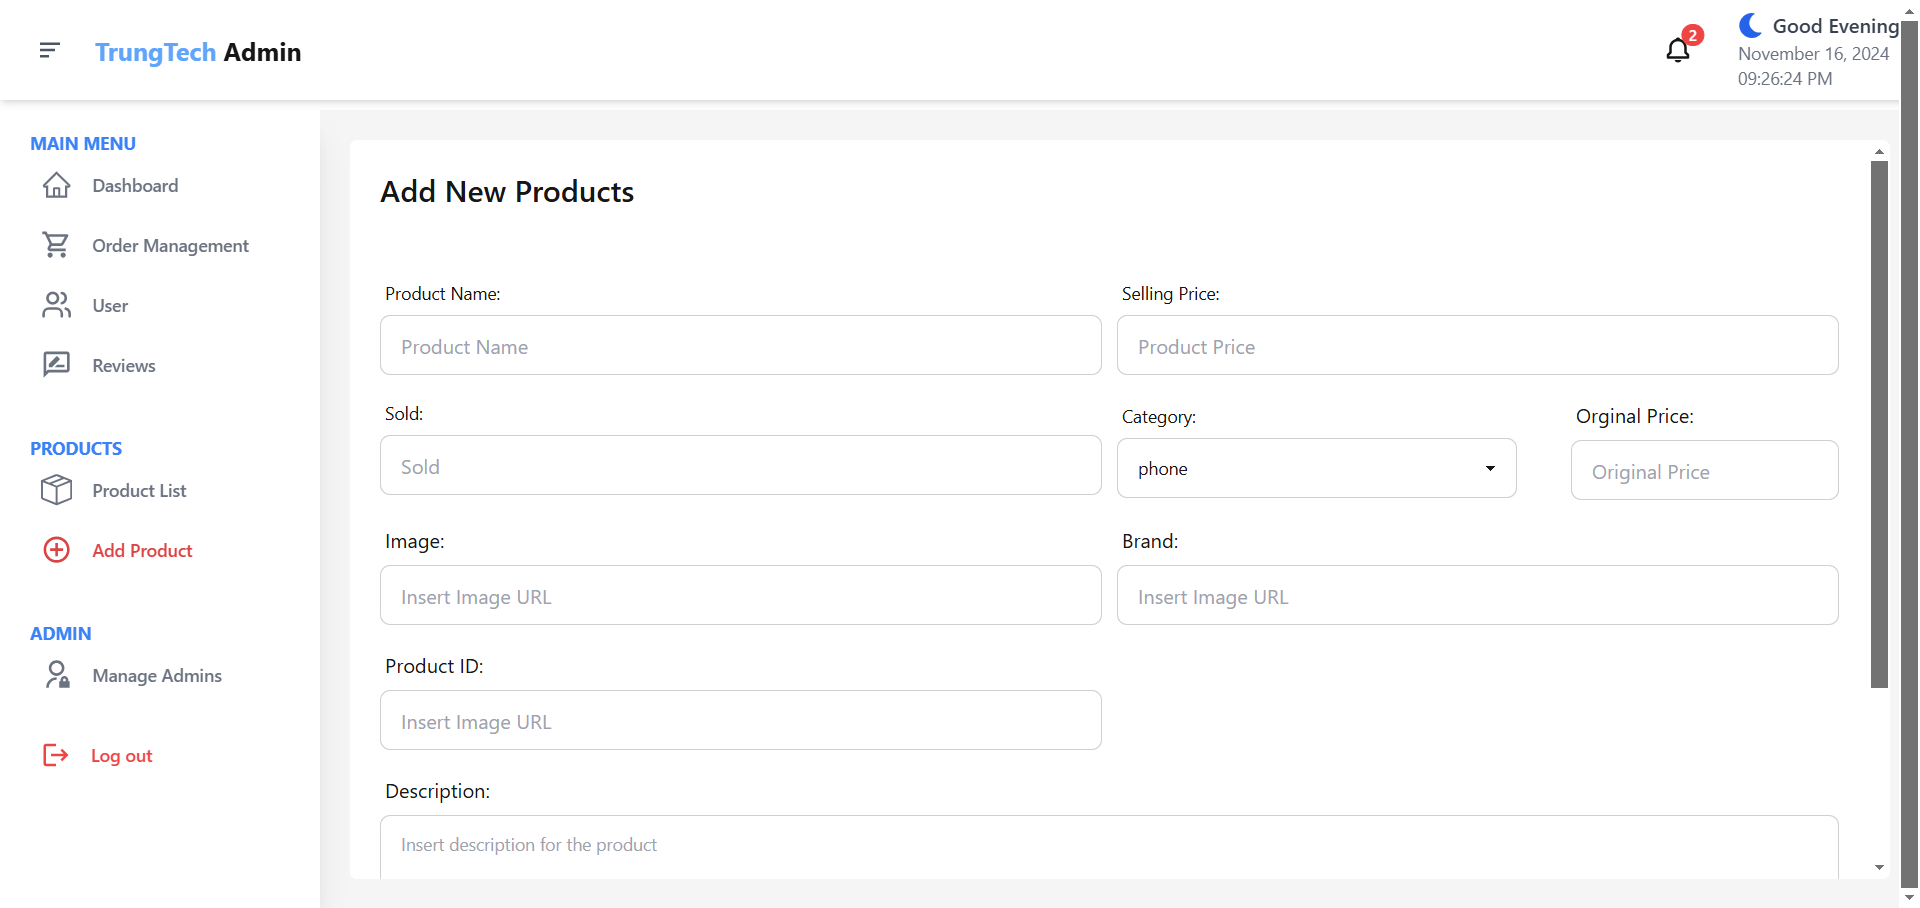 TrungTech Admin
2
Good Evening
November 16, 2024
09:26:24 PM
MAIN MENU
Dashboard
Order Management
User
Reviews
PRODUCTS
Product List
Add Product
ADMIN
Manage Admins
Log out
Add New Products
Product Name:
Product Name
Selling Price:
Product Price
Sold:
Sold
Category:
phone
Orginal Price:
Original Price
Image:
Insert Image URL
Brand:
Insert Image URL
Product ID:
Insert Image URL
Description:
Insert description for the product